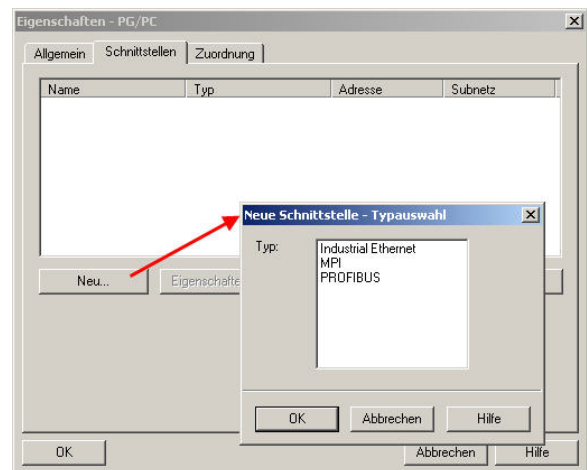 Eigenschaften - PG/PC
Allgemein Schnittstellen Zuordnung
Name Typ Adresse Subnetz
Neue Schnittstelle - Typauswahl
Typ:
Industrial Ethernet
MPI
PROFIBUS
Neu...
OK Abbrechen Hilfe
OK Abbrechen Hilfe